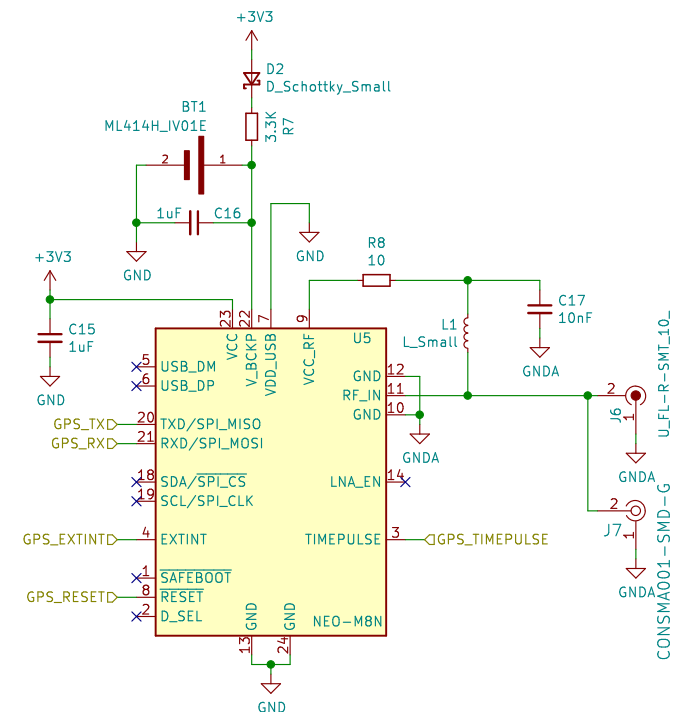 +3V3
D2
D_Schottky_Small
BT1
ML414H_IV01E
3.3K
R7
2
1
1uF
C16
GND
GND
+3V3
R8
10
C15
1uF
GND
23
22
7
9
VCC
V_BCKP
VDD_USB
VCC_RF
U5
L1
L_Small
C17
10nF
GNDA
5
USB_DM
6
USB_DP
GND
12
RF_IN
11
GND
10
GNDA
2
1
J6
U_FL-R-SMT_10_
GNDA
GPS_TX
20
TXD/SPI_MISO
GPS_RX
21
RXD/SPI_MOSI
18
SDA/SPI_CS
19
SCL/SPI_CLK
LNA_EN
14
2
1
J7
CONSMA001-SMD-G
GNDA
GPS_EXTINT
4
EXTINT
TIMEPULSE
3
GPS_TIMEPULSE
1
SAFEBOOT
GPS_RESET
8
RESET
2
D_SEL
GND
GND
NEO-M8N
13
24
GND